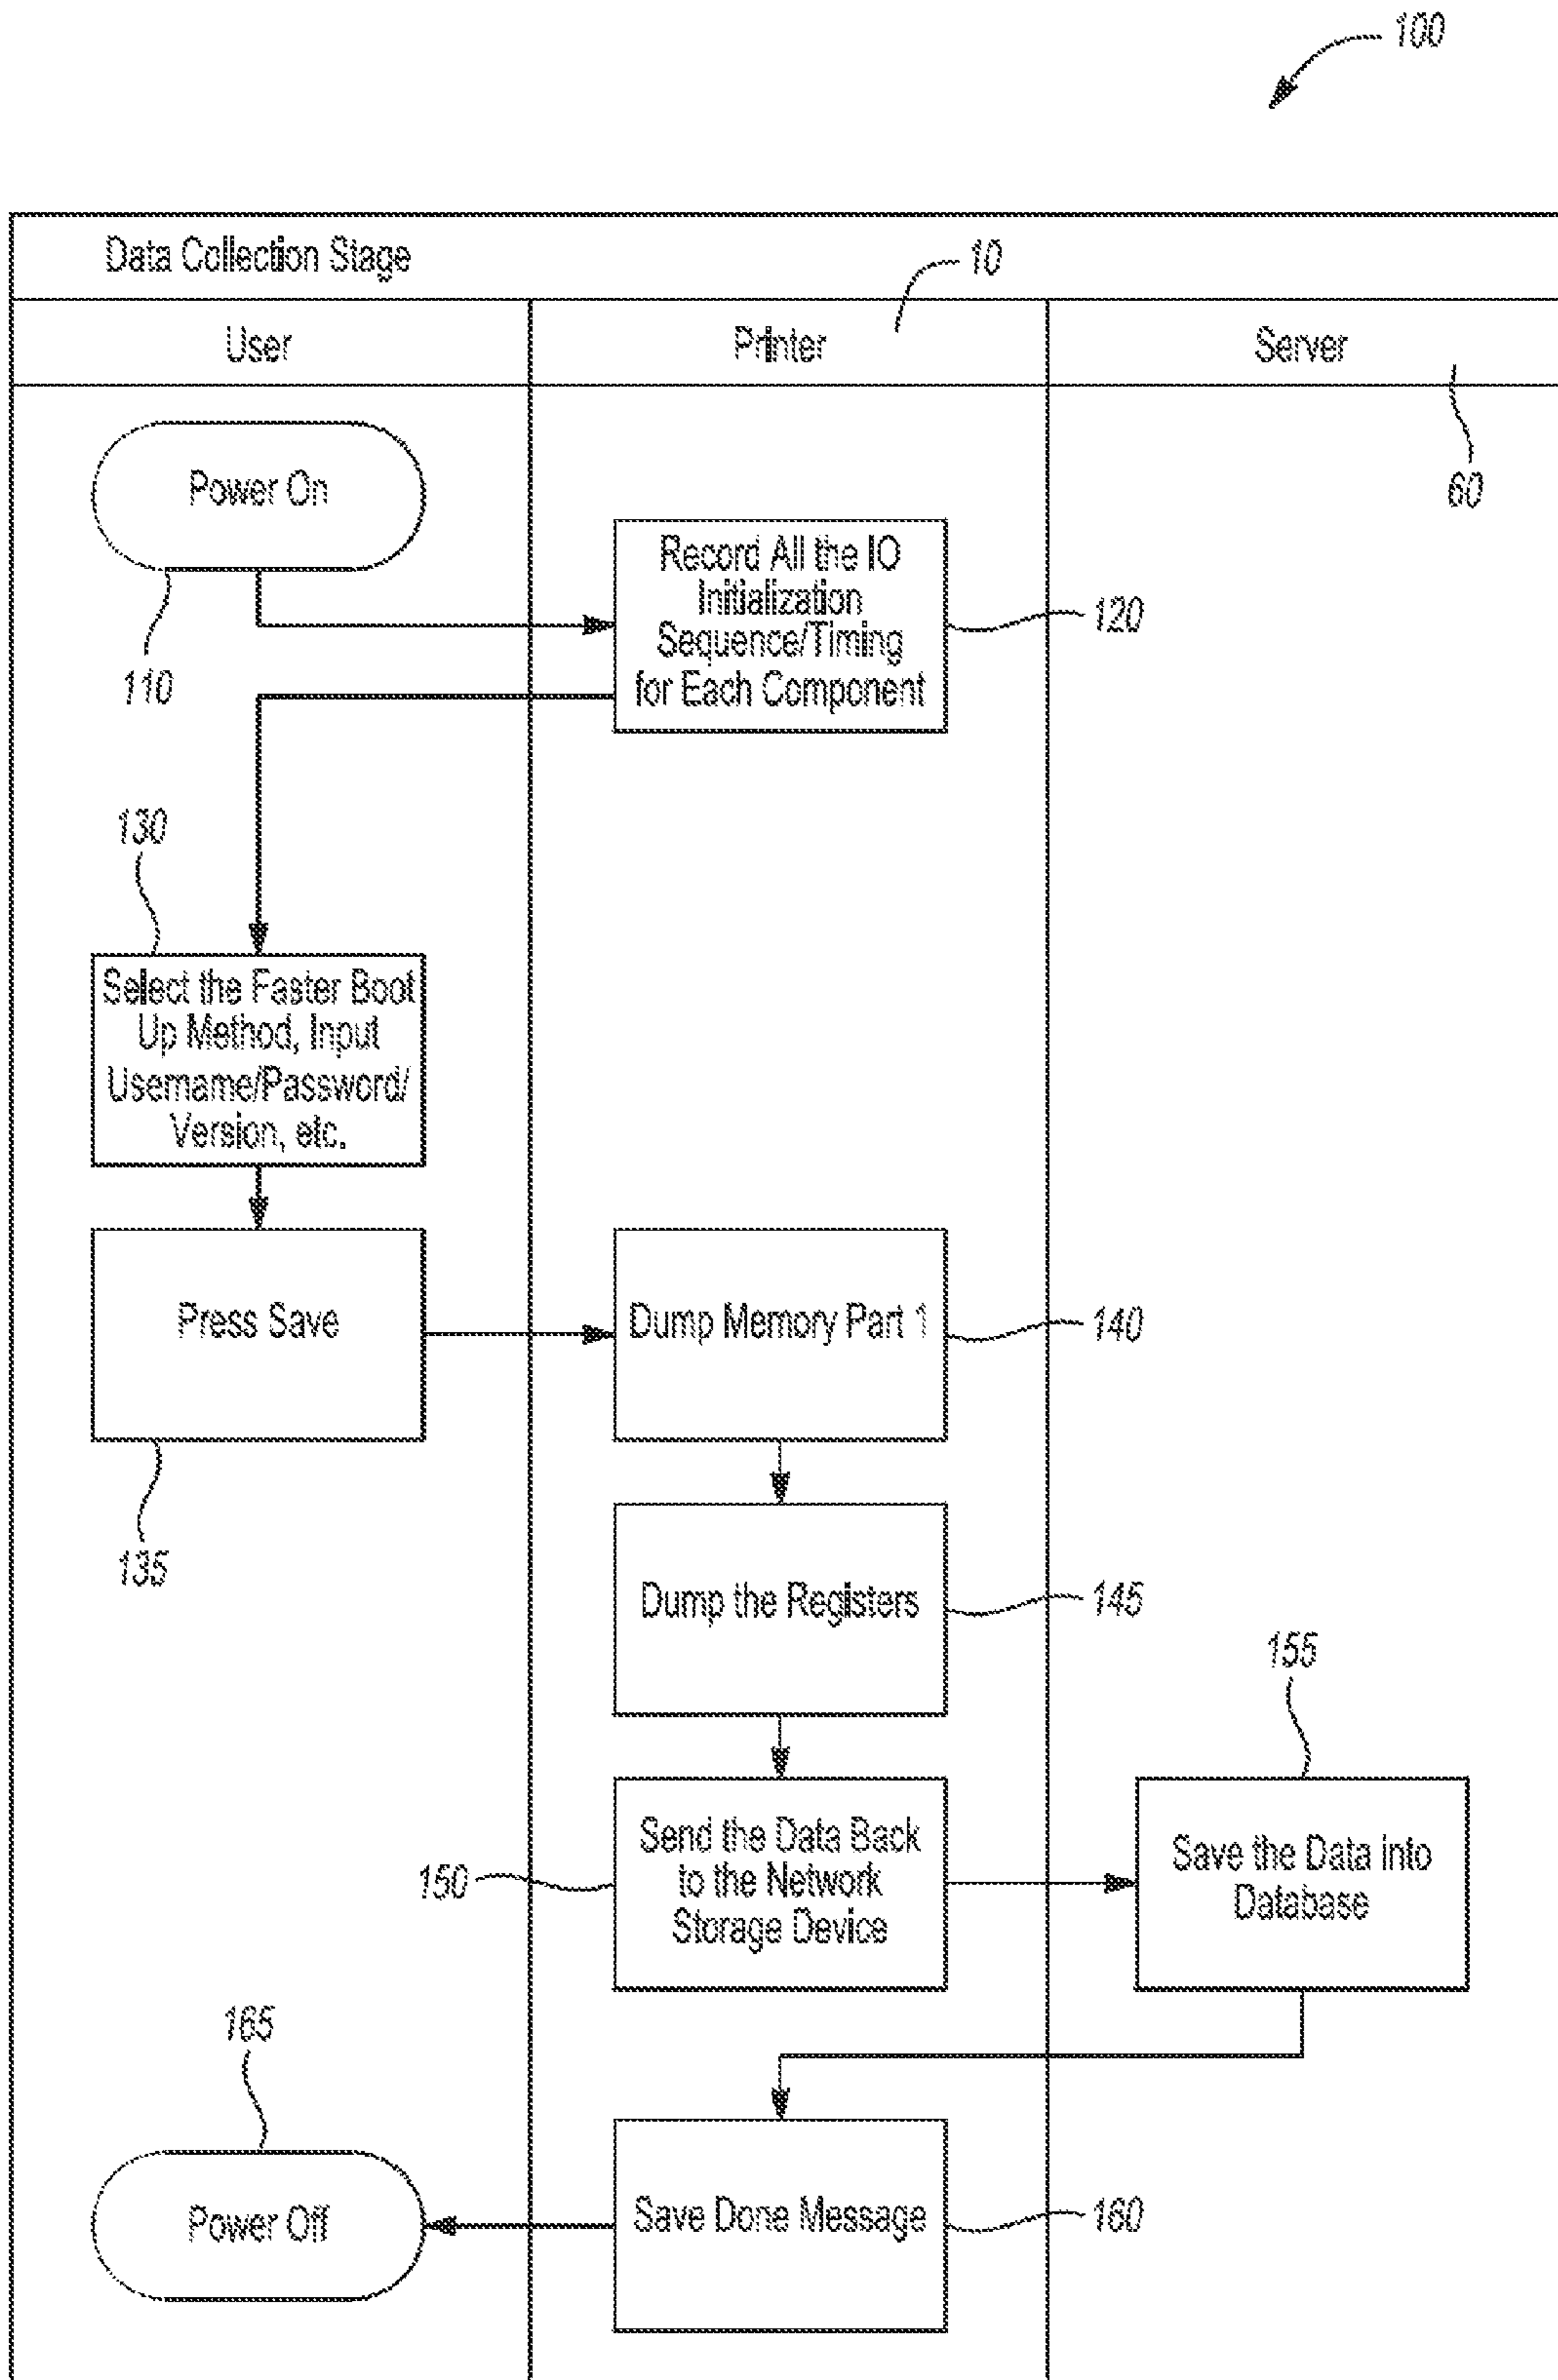 100
Data Collection Stage
10
User
Printer
Server
60
Power On
110
Record All the IO
Initialization
Sequence/Timing
for Each Component
120
130
Select the Faster Boot
Up Method, Input
Username/Password/
Version, etc.
Press Save
135
Dump Memory Part 1
140
Dump the Registers
145
155
150
Send the Data Back
to the Network
Storage Device
Save the Data into
Database
165
Power Off
Save Done Message
160